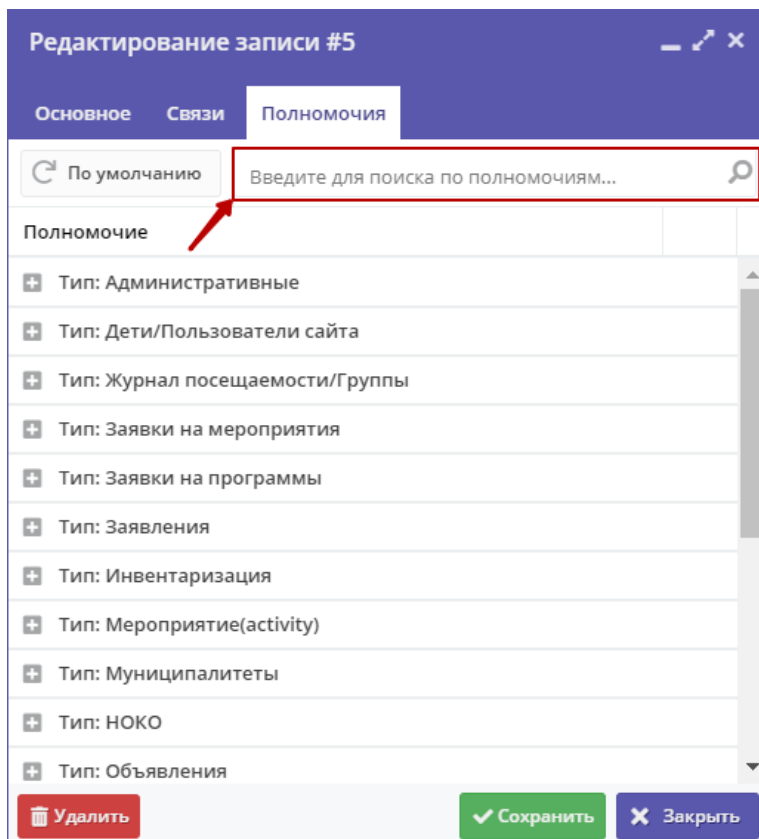 Редактирование записи #5
Основное Связи Полномочия
По умолчанию Введите для поиска по полномочиям...
Полномочие
Тип: Административные
Тип: Дети/Пользователи сайта
Тип: Журнал посещаемости/Группы
Тип: Заявки на мероприятия
Тип: Заявки на программы
Тип: Заявления
Тип: Инвентаризация
Тип: Мероприятие(activity)
Тип: Муниципалитеты
Тип: НОКО
Тип: Объявления
Удалить Сохранить Закрыть